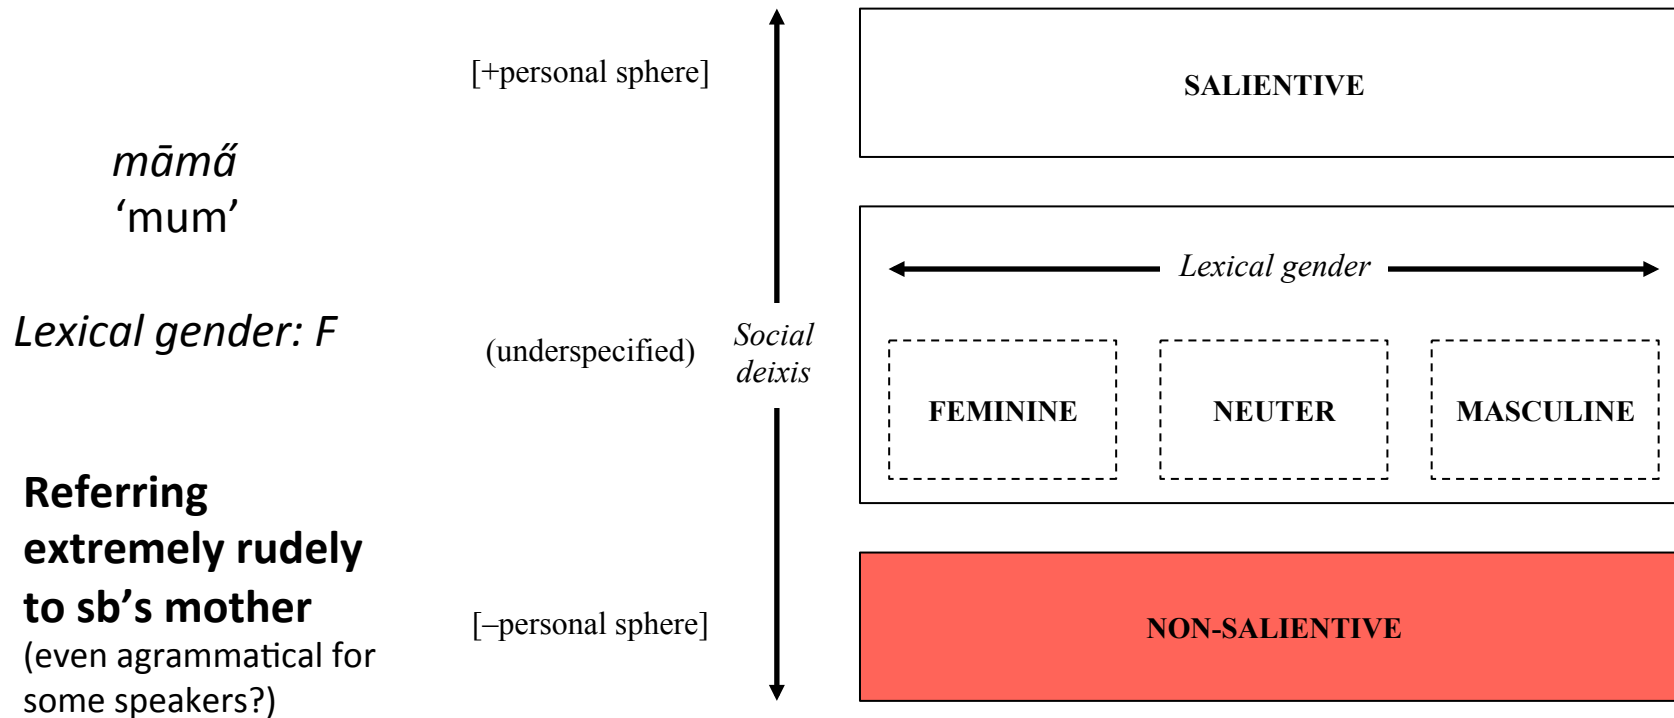 māmā̋
‘mum’
Lexical gender: F
Referring
extremely rudely
to sb’s mother
(even agrammatical for
some speakers?)
[+personal sphere]
(underspecified)
[–personal sphere]
Social
deixis
SALIENTIVE
Lexical gender
FEMININE NEUTER MASCULINE
NON-SALIENTIVE